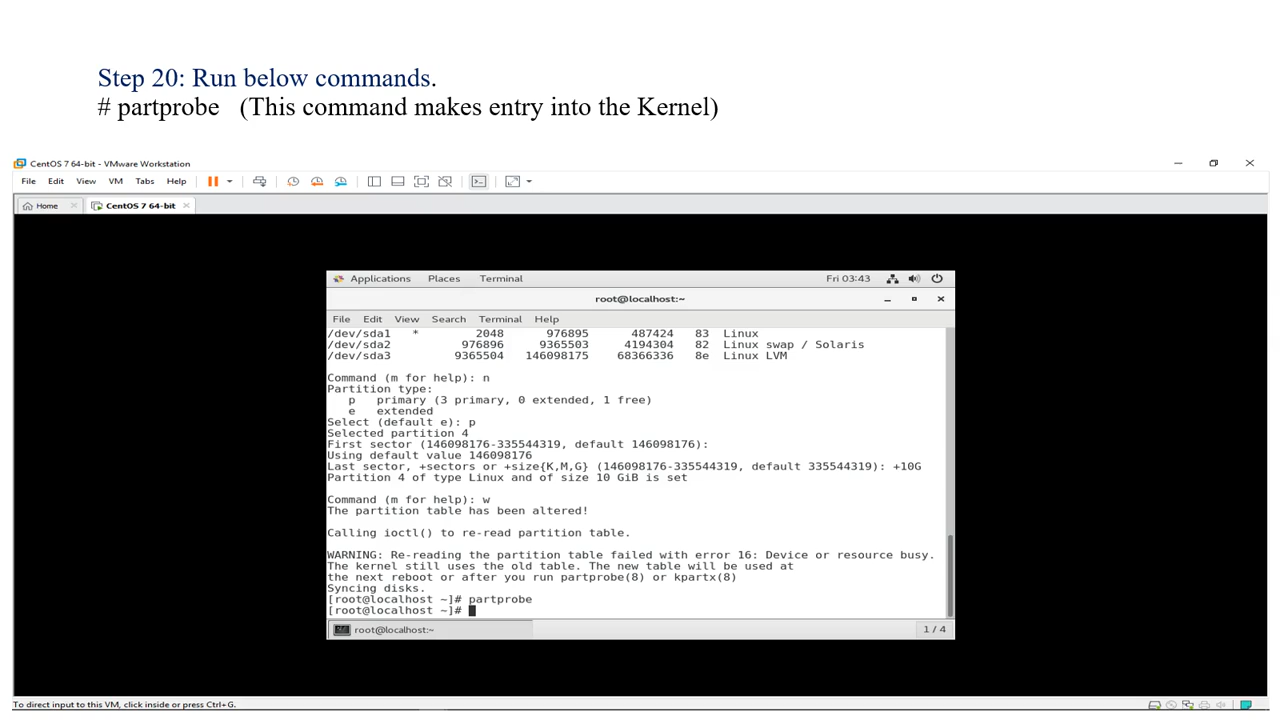 Step 20: Run below commands.
# partprobe (This command makes entry into the Kernel)
CentOS 7 64-bit - VMware Workstation
File Edit View VM Tabs Help
Home CentOS 7 64-bit
Applications Places Terminal Fri 03:43
root@localhost:~
File Edit View Search Terminal Help
/dev/sda1 * 2048 976895 487424 83 Linux
/dev/sda2 976896 9365503 4194304 82 Linux swap / Solaris
/dev/sda3 9365504 146098175 68366336 8e Linux LVM
Command (m for help): n
Partition type:
p primary (3 primary, 0 extended, 1 free)
e extended
Select (default e): p
Selected partition 4
First sector (146098176-335544319, default 146098176):
Using default value 146098176
Last sector, +sectors or +size{K,M,G} (146098176-335544319, default 335544319): +10G
Partition 4 of type Linux and of size 10 GiB is set
Command (m for help): w
The partition table has been altered!
Calling ioctl() to re-read partition table.
WARNING: Re-reading the partition table failed with error 16: Device or resource busy.
The kernel still uses the old table. The new table will be used at
the next reboot or after you run partprobe(8) or kpartx(8)
Syncing disks.
[root@localhost ~]# partprobe
[root@localhost ~]#
root@localhost:~ 1 / 4
To direct input to this VM, click inside or press Ctrl+G.